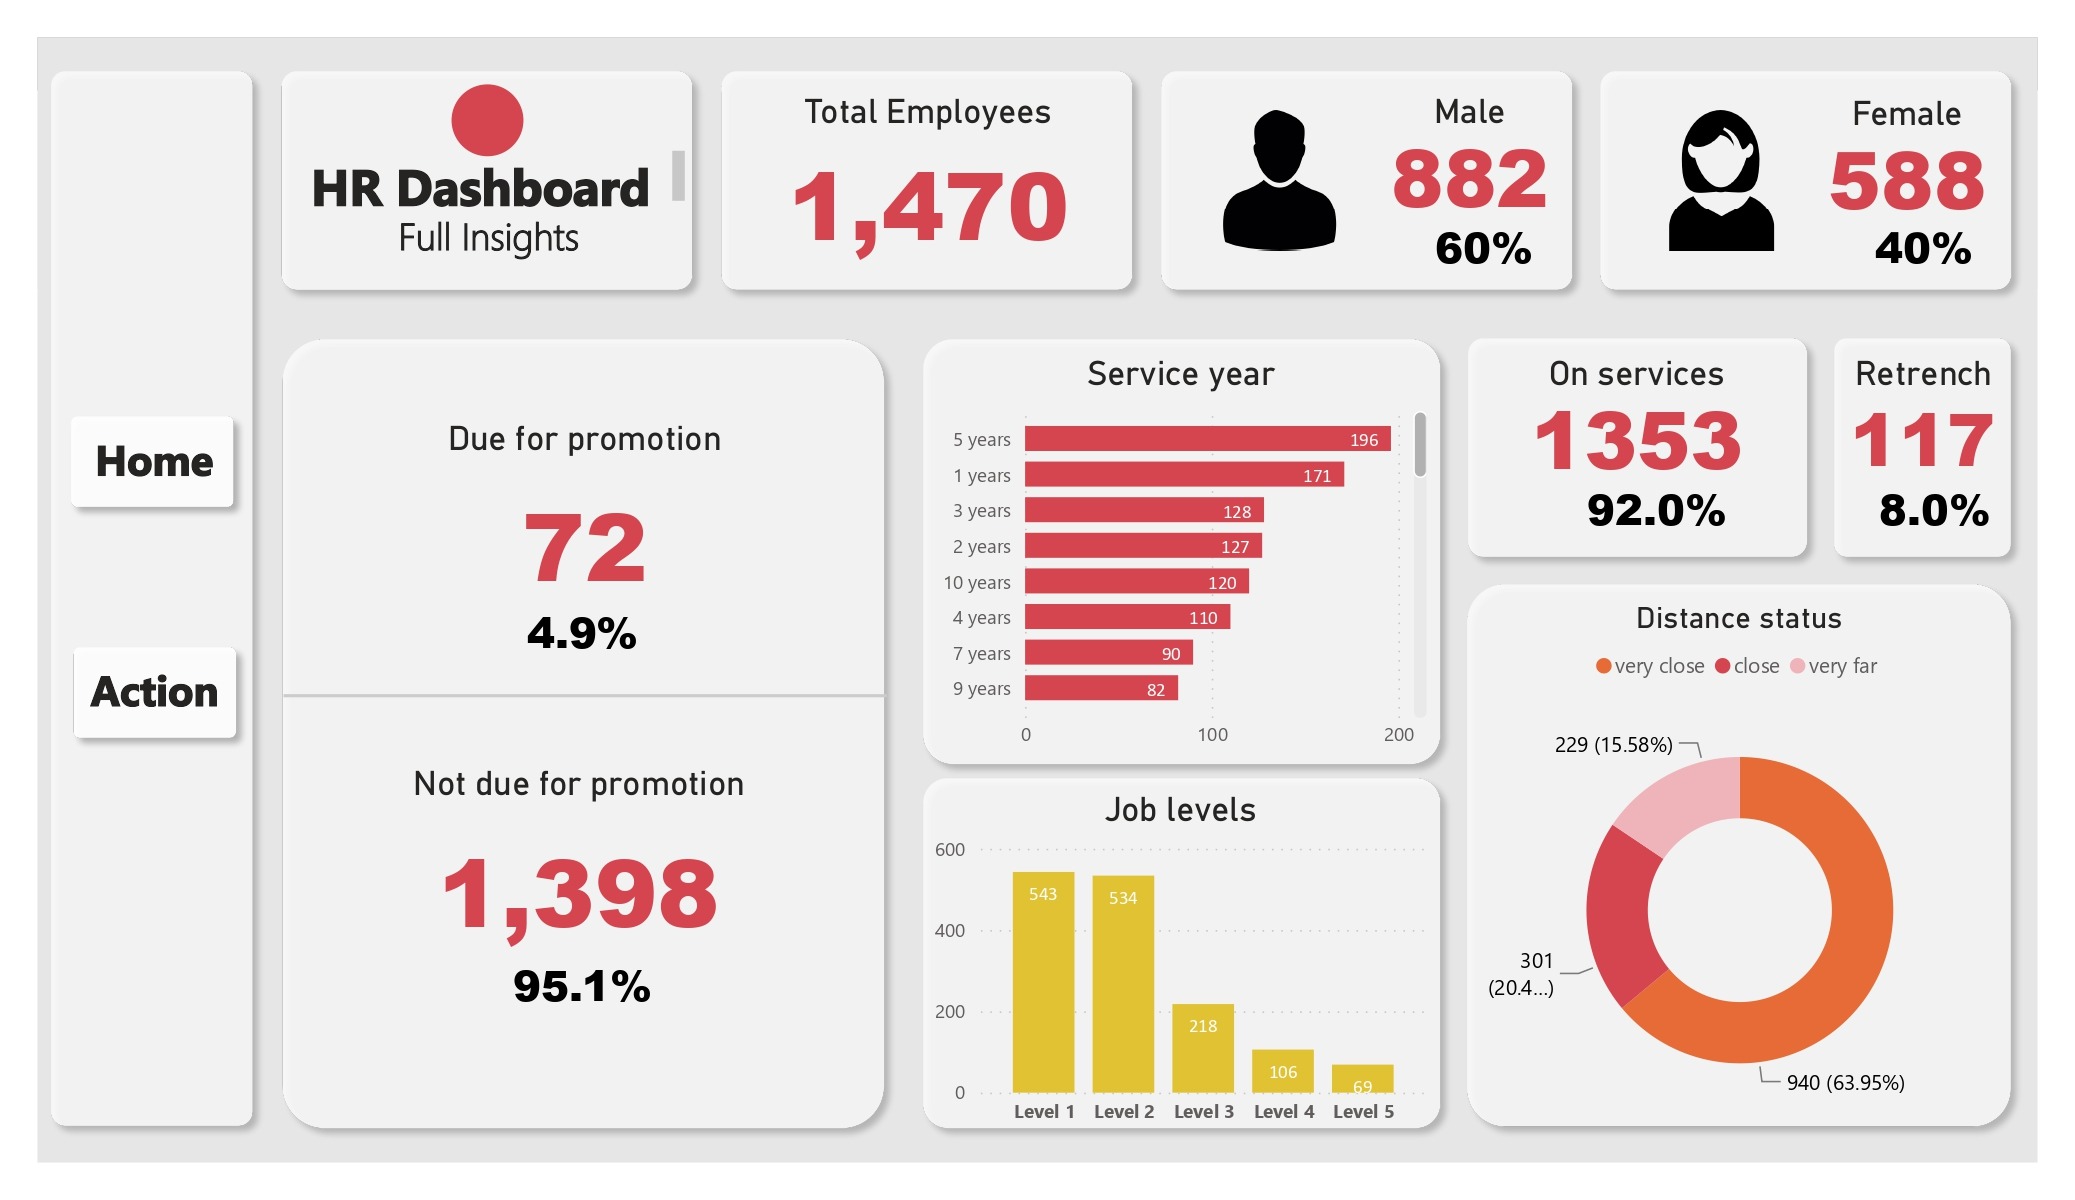 HR Dashboard
Full Insights
Total Employees
1,470
Male
882
60%
Female
588
40%
Home
Action
Due for promotion
72
4.9%
Not due for promotion
1,398
95.1%
Service year
5 years 196
1 years 171
3 years 128
2 years 127
10 years 120
4 years 110
7 years 90
9 years 82
0 100 200
Job levels
600
400
200
0
543 534 218 106 69
Level 1 Level 2 Level 3 Level 4 Level 5
On services
1353
92.0%
Retrench
117
8.0%
Distance status
very close close very far
229 (15.58%)
301
(20.4...)
940 (63.95%)